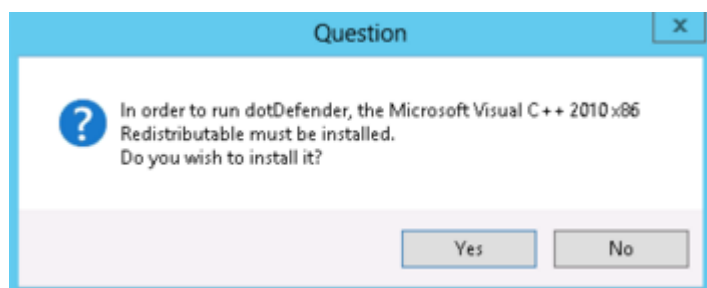 Question
x
?
In order to run dotDefender, the Microsoft Visual C++ 2010 x86
Redistributable must be installed.
Do you wish to install it?
Yes
No